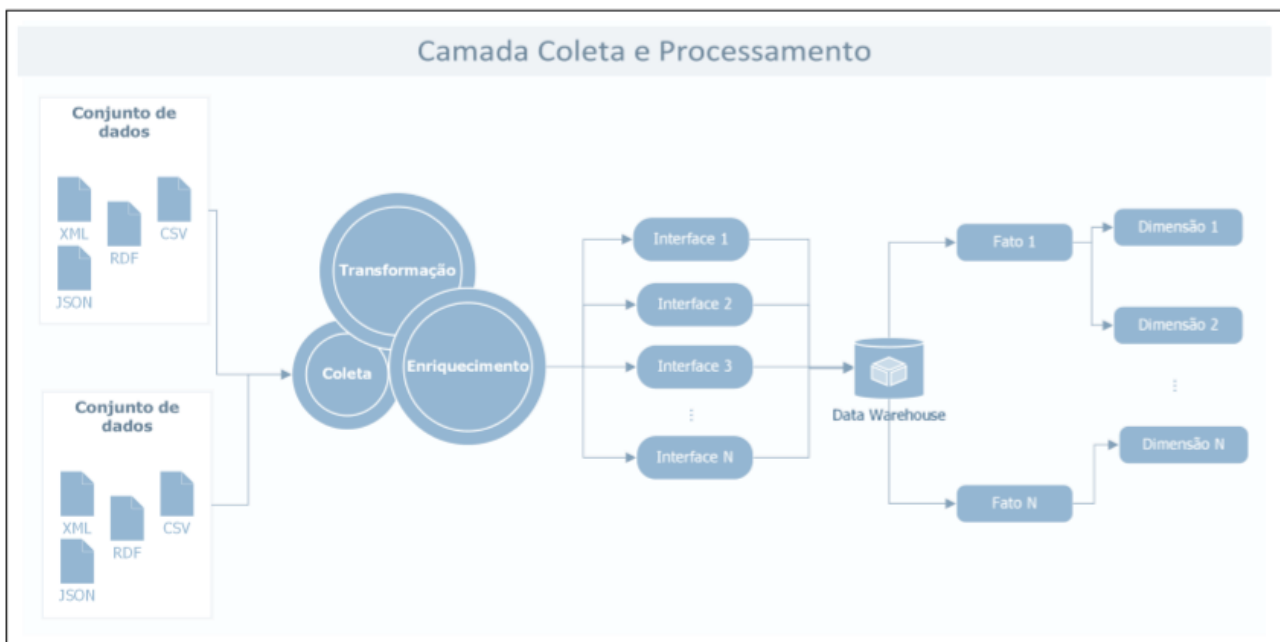 Camada Coleta e Processamento
Conjunto de
dados
XML
RDF
CSV
JSON
Conjunto de
dados
XML
RDF
CSV
JSON
Transformação
Coleta
Enriquecimento
Interface 1
Interface 2
Interface 3
⋮
Interface N
Data Warehouse
Fato 1
Fato N
Dimensão 1
Dimensão 2
⋮
Dimensão N